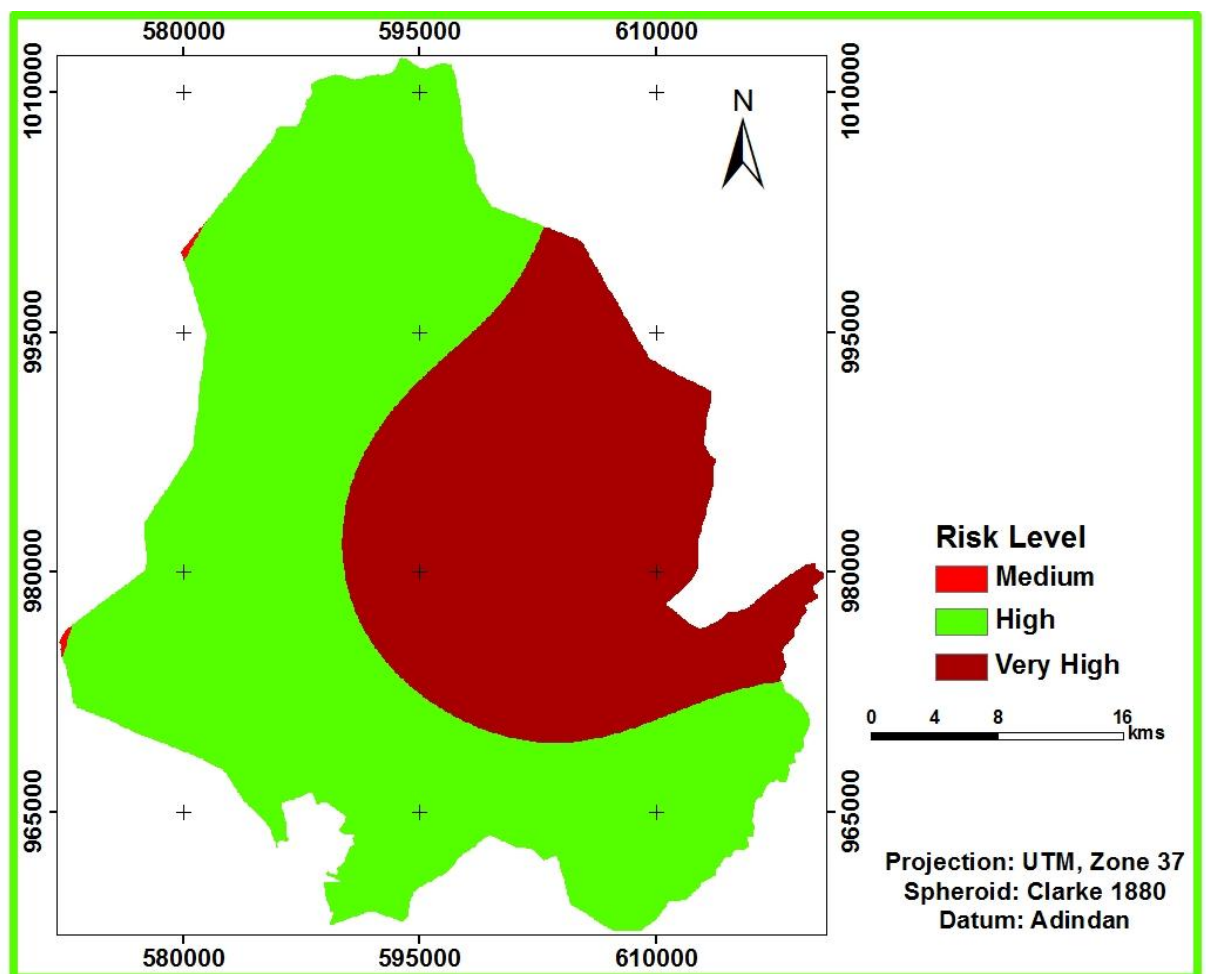 580000 595000 610000
1010000 1010000
N
995000 995000
980000 980000
965000 965000
580000 595000 610000
Risk Level
Medium
High
Very High
0 4 8 16
kms
Projection: UTM, Zone 37
Spheroid: Clarke 1880
Datum: Adindan